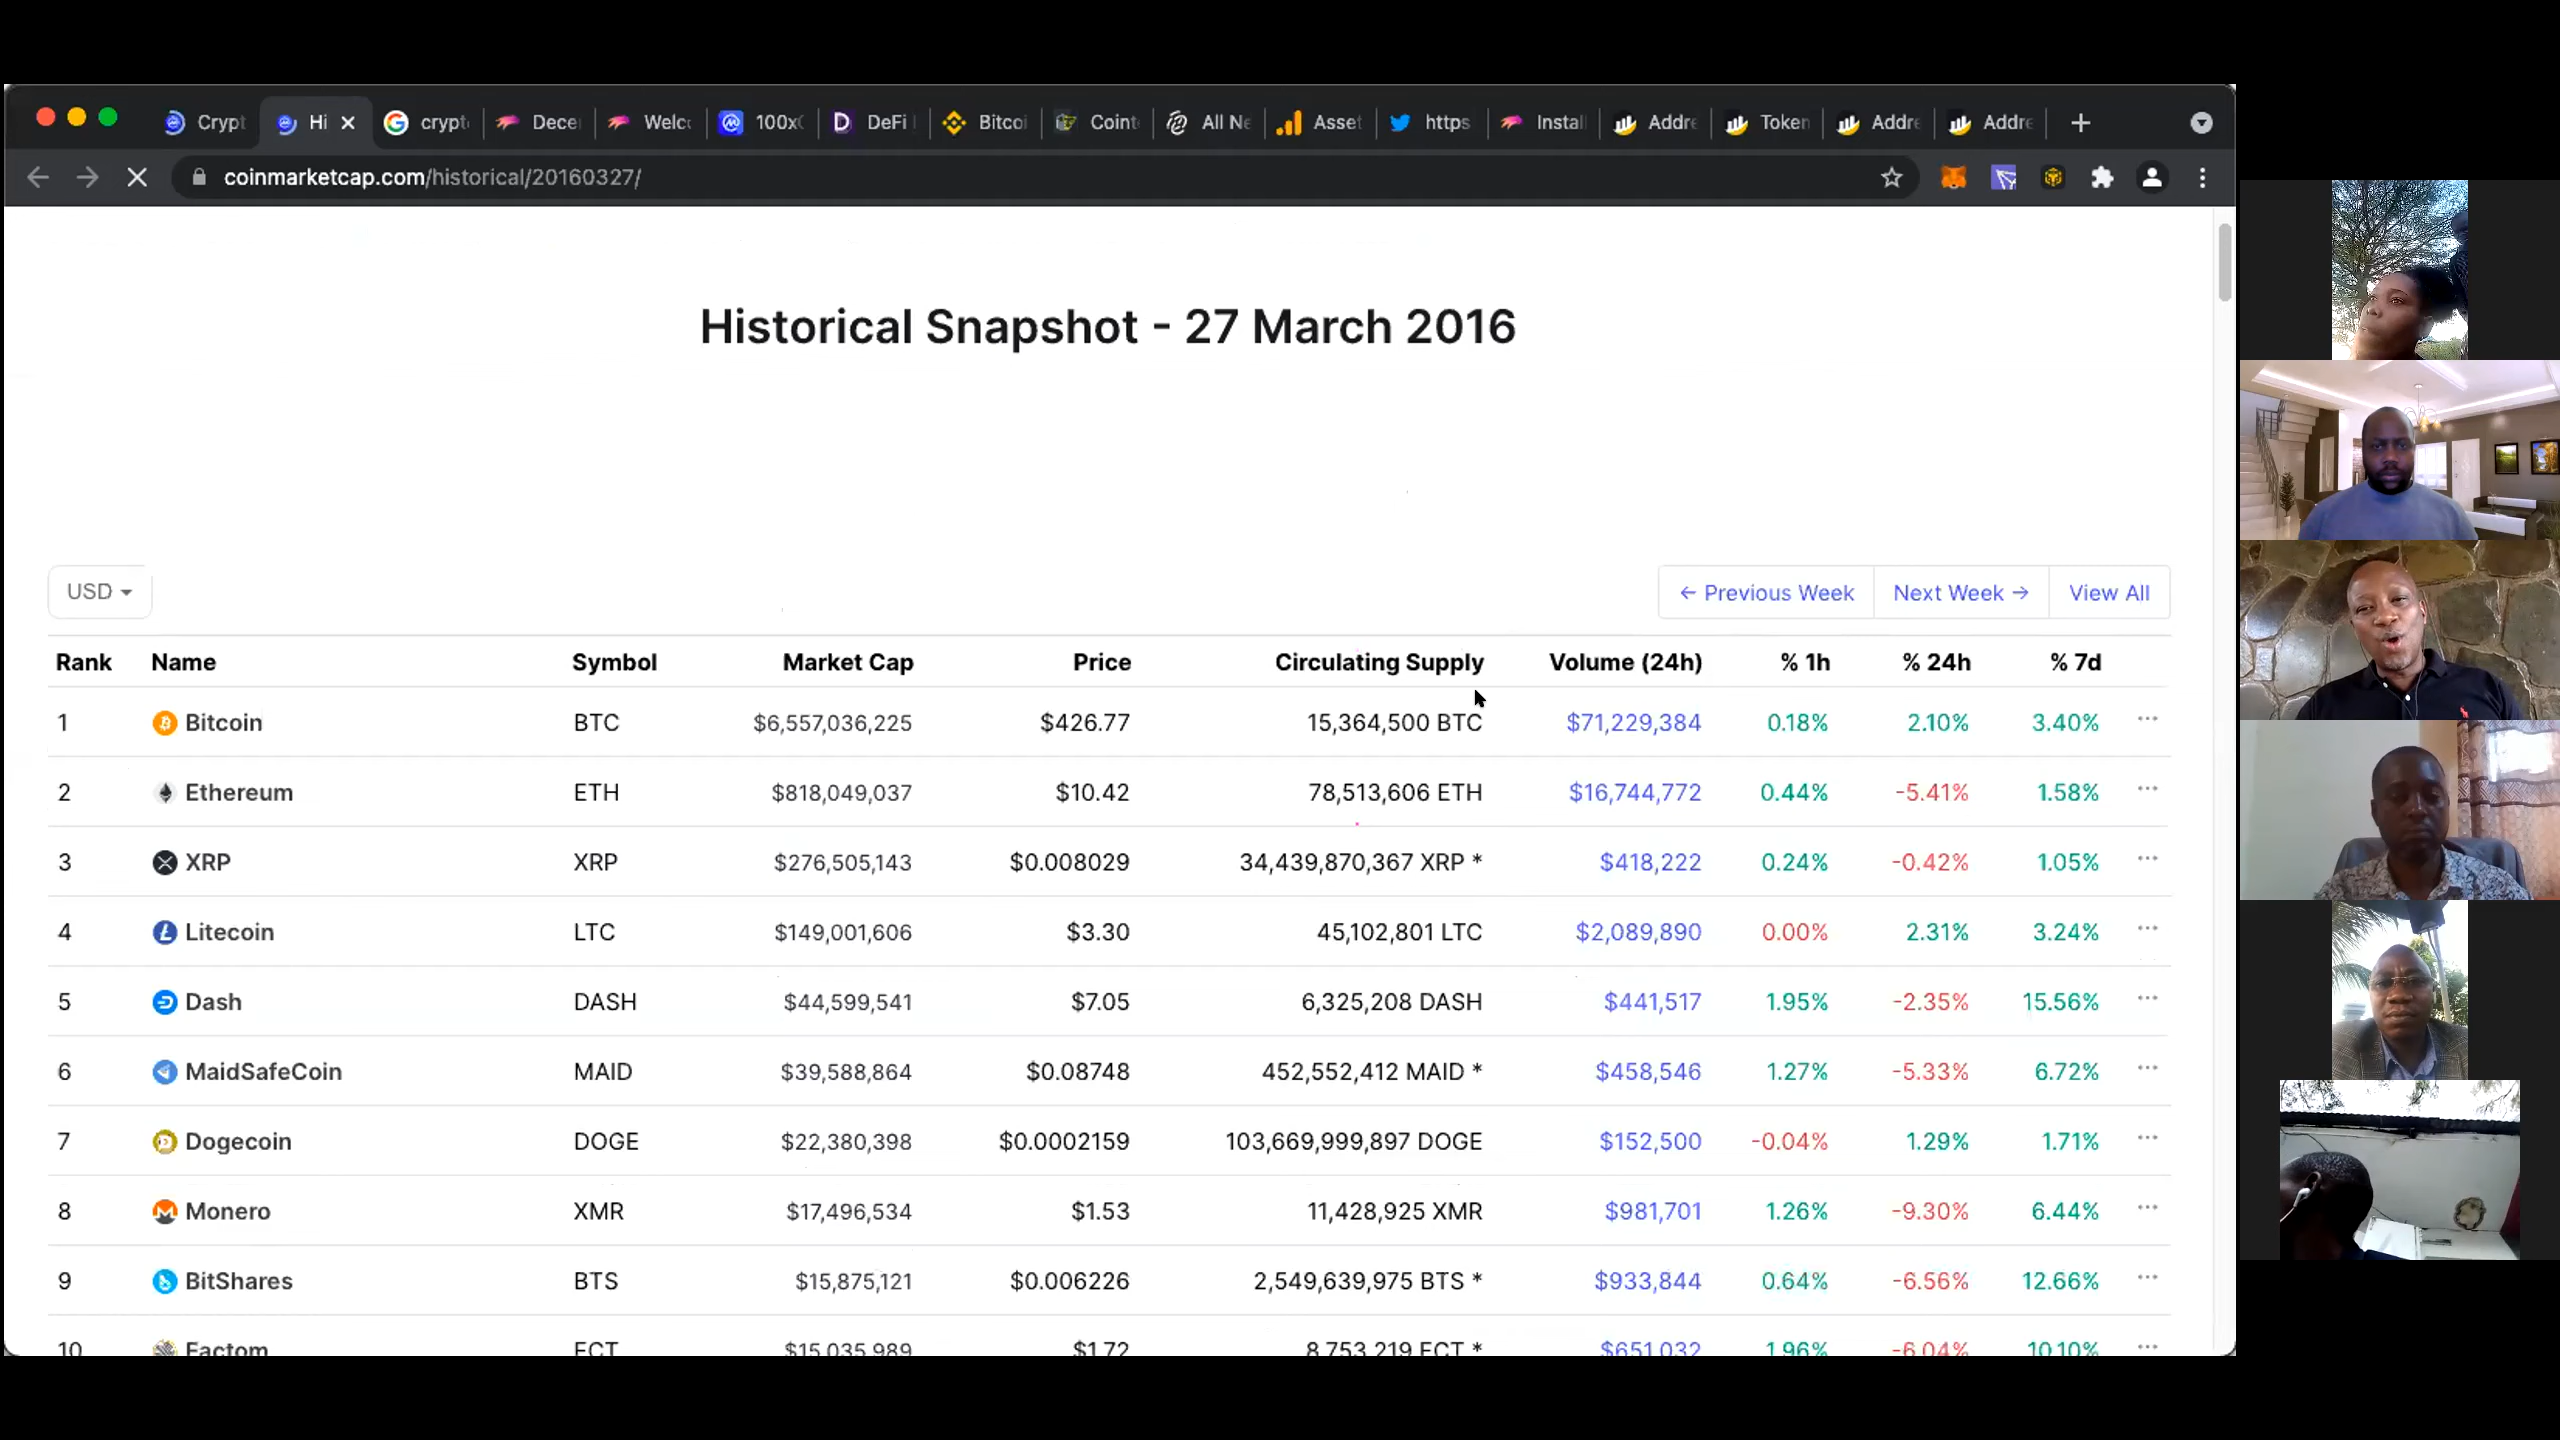 Crypt Hi crypt Dece Welc 100x DeFi Bitcoi Coint All Ne Asset https Instal Addre Token Addre Addre
coinmarketcap.com/historical/20160327/
Historical Snapshot - 27 March 2016
USD ← Previous Week Next Week → View All
Rank Name Symbol Market Cap Price Circulating Supply Volume (24h) % 1h % 24h % 7d
1 Bitcoin BTC $6,557,036,225 $426.77 15,364,500 BTC $71,229,384 0.18% 2.10% 3.40%
2 Ethereum ETH $818,049,037 $10.42 78,513,606 ETH $16,744,772 0.44% -5.41% 1.58%
3 XRP XRP $276,505,143 $0.008029 34,439,870,367 XRP * $418,222 0.24% -0.42% 1.05%
4 Litecoin LTC $149,001,606 $3.30 45,102,801 LTC $2,089,890 0.00% 2.31% 3.24%
5 Dash DASH $44,599,541 $7.05 6,325,208 DASH $441,517 1.95% -2.35% 15.56%
6 MaidSafeCoin MAID $39,588,864 $0.08748 452,552,412 MAID * $458,546 1.27% -5.33% 6.72%
7 Dogecoin DOGE $22,380,398 $0.0002159 103,669,999,897 DOGE $152,500 -0.04% 1.29% 1.71%
8 Monero XMR $17,496,534 $1.53 11,428,925 XMR $981,701 1.26% -9.30% 6.44%
9 BitShares BTS $15,875,121 $0.006226 2,549,639,975 BTS * $933,844 0.64% -6.56% 12.66%
10 Factom FCT $15,035,989 $1.72 8,753,219 FCT * $651,032 1.96% -6.04% 10.10%